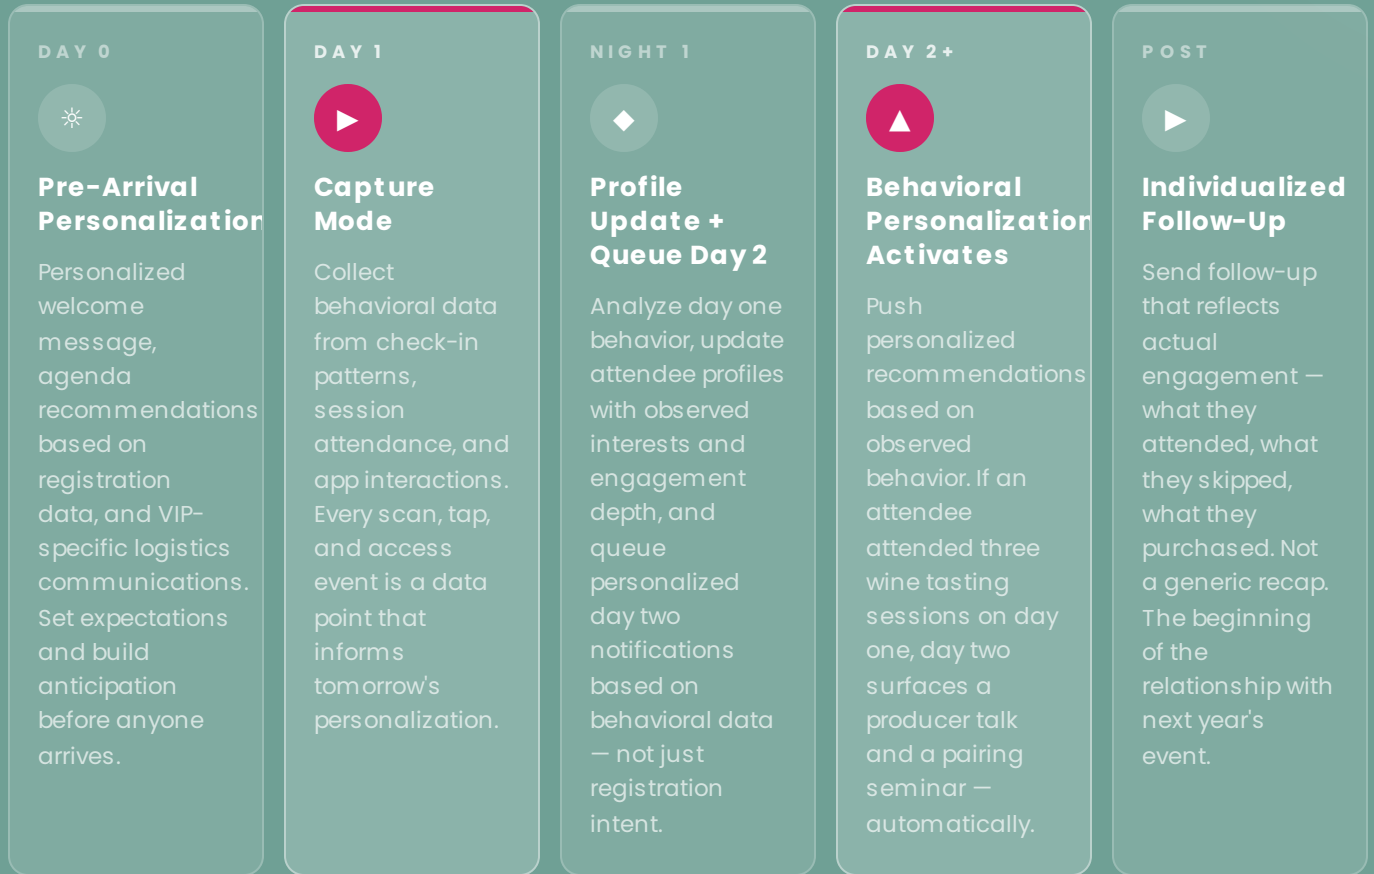 DAY 0
Pre-Arrival
Personalization
Personalized
welcome
message,
agenda
recommendations
based on
registration
data, and VIP-
specific logistics
communications.
Set expectations
and build
anticipation
before anyone
arrives.
DAY 1
Capture
Mode
Collect
behavioral data
from check-in
patterns,
session
attendance, and
app interactions.
Every scan, tap,
and access
event is a data
point that
informs
tomorrow's
personalization.
NIGHT 1
Profile
Update +
Queue Day 2
Analyze day one
behavior, update
attendee profiles
with observed
interests and
engagement
depth, and
queue
personalized
day two
notifications
based on
behavioral data
— not just
registration
intent.
DAY 2+
Behavioral
Personalization
Activates
Push
personalized
recommendations
based on
observed
behavior. If an
attendee
attended three
wine tasting
sessions on day
one, day two
surfaces a
producer talk
and a pairing
seminar —
automatically.
POST
Individualized
Follow-Up
Send follow-up
that reflects
actual
engagement —
what they
attended, what
they skipped,
what they
purchased. Not
a generic recap.
The beginning
of the
relationship with
next year's
event.